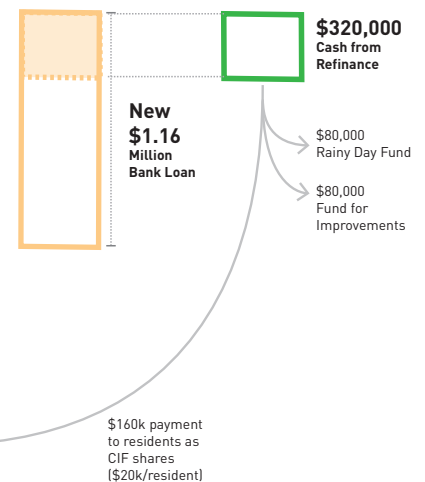 $320,000
Cash from
Refinance
New
$1.16
Million
Bank Loan
$80,000
Rainy Day Fund
$80,000
Fund for
Improvements
$160k payment
to residents as
CIF shares
($20k/resident)